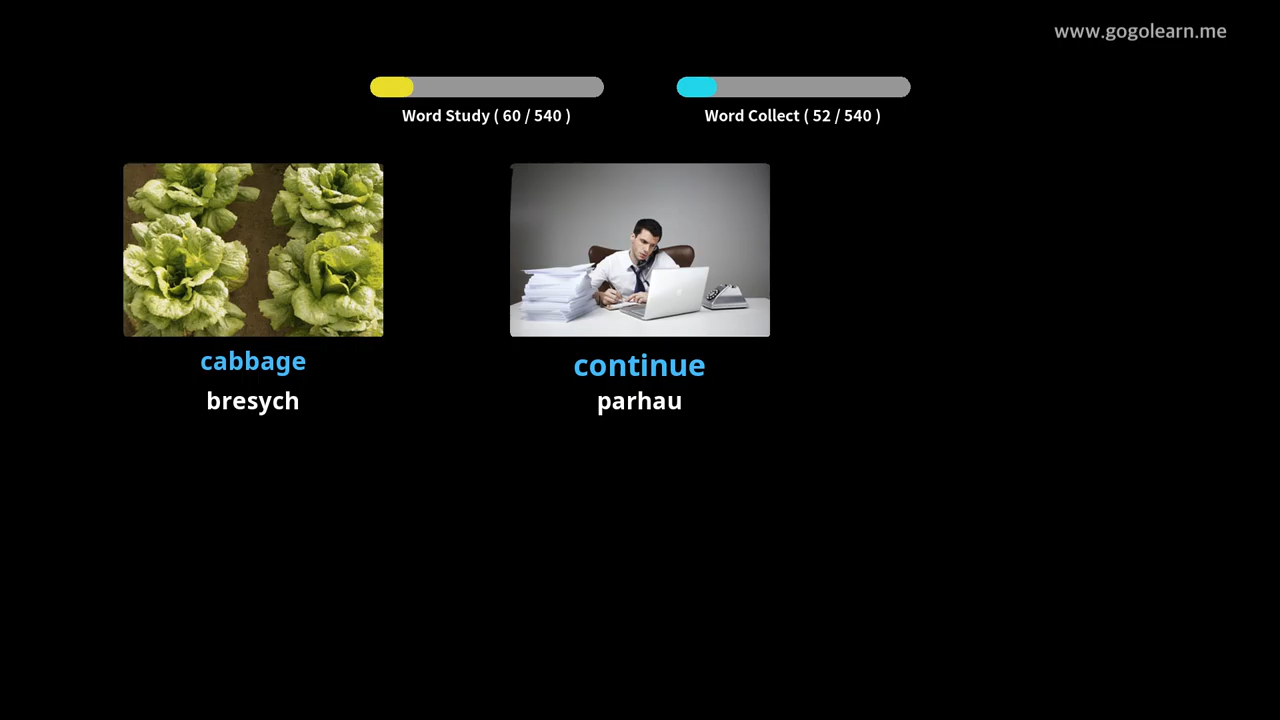 www.gogolearn.me
Word Study ( 60 / 540 )
Word Collect ( 52 / 540 )
cabbage
bresych
continue
parhau